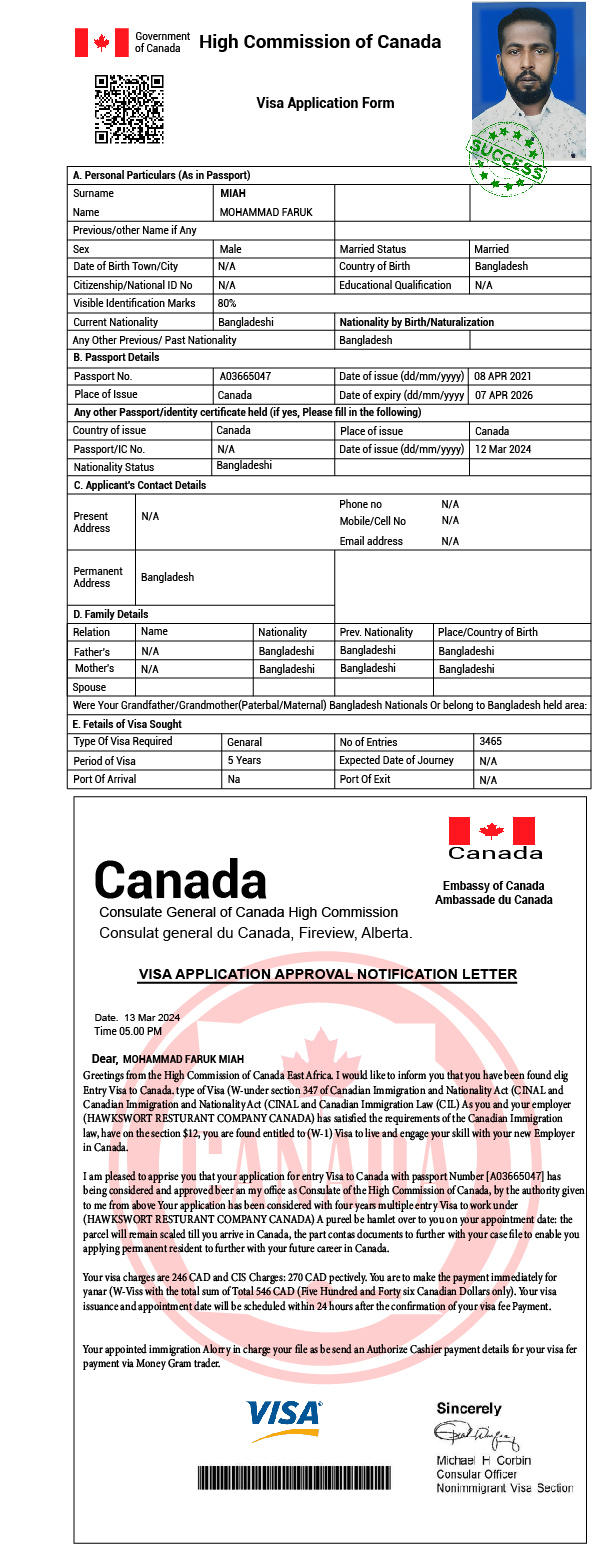 Government
of Canada
High Commission of Canada
Visa Application Form
SUCCESS
A. Personal Particulars (As in Passport)
Surname MIAH
Name MOHAMMAD FARUK
Previous/other Name if Any
Sex Male Married Status Married
Date of Birth Town/City N/A Country of Birth Bangladesh
Citizenship/National ID No N/A Educational Qualification N/A
Visible Identification Marks 80%
Current Nationality Bangladeshi Nationality by Birth/Naturalization
Any Other Previous/ Past Nationality Bangladesh
B. Passport Details
Passport No. A03665047 Date of issue (dd/mm/yyyy) 08 APR 2021
Place of Issue Canada Date of expiry (dd/mm/yyyy 07 APR 2026
Any other Passport/identity certificate held (if yes, Please fill in the following)
Country of issue Canada Place of issue Canada
Passport/IC No. N/A Date of issue (dd/mm/yyyy) 12 Mar 2024
Nationality Status Bangladeshi
C. Applicant's Contact Details
Present Address N/A Phone no N/A
Mobile/Cell No N/A
Email address N/A
Permanent Address Bangladesh
D. Family Details
Relation Name Nationality Prev. Nationality Place/Country of Birth
Father's N/A Bangladeshi Bangladeshi Bangladeshi
Mother's N/A Bangladeshi Bangladeshi Bangladeshi
Spouse
Were Your Grandfather/Grandmother(Paterbal/Maternal) Bangladesh Nationals Or belong to Bangladesh held area:
E. Fetails of Visa Sought
Type Of Visa Required Genaral No of Entries 3465
Period of Visa 5 Years Expected Date of Journey N/A
Port Of Arrival Na Port Of Exit N/A
Canada
Embassy of Canada
Ambassade du Canada
Canada
Consulate General of Canada High Commission
Consulat general du Canada, Fireview, Alberta.
VISA APPLICATION APPROVAL NOTIFICATION LETTER
CANADA
Date. 13 Mar 2024
Time 05.00 PM
Dear, MOHAMMAD FARUK MIAH
Greetings from the High Commission of Canada East Africa. I would like to inform you that you have been found elig
Entry Visa to Canada. type of Visa (W-under section 347 of Canadian Immigration and Nationality Act (CINAL and
Canadian Immigration and Nationality Act (CINAL and Canadian Immigration Law (CIL) As you and your employer
(HAWKSWORT RESTURANT COMPANY CANADA) has satisfied the requirements of the Canadian Immigration
law, have on the section $12, you are found entitled to (W-1) Visa to live and engage your skill with your new Employer
in Canada.
I am pleased to apprise you that your application for entry Visa to Canada with passport Number [A03665047] has
being considered and approved beer an my office as Consulate of the High Commission of Canada, by the authority given
to me from above Your application has been considered with four years multiple entry Visa to work under
(HAWKSWORT RESTURANT COMPANY CANADA) A pureel be hamlet over to you on your appointment date: the
parcel will remain scaled till you arrive in Canada, the part contas documents to further with your case file to enable you
applying permanent resident to further with your future career in Canada.
Your visa charges are 246 CAD and CIS Charges: 270 CAD pectively. You are to make the payment immediately for
yanar (W-Viss with the total sum of Total 546 CAD (Five Hundred and Forty six Canadian Dollars only). Your visa
issuance and appointment date will be scheduled within 24 hours after the confirmation of your visa fee Payment.
Your appointed immigration Alorry in charge your file as be send an Authorize Cashier payment details for your visa fer
payment via Money Gram trader.
VISA
Sincerely
Michael H Corbin
Consular Officer
Nonimmigrant Visa Section